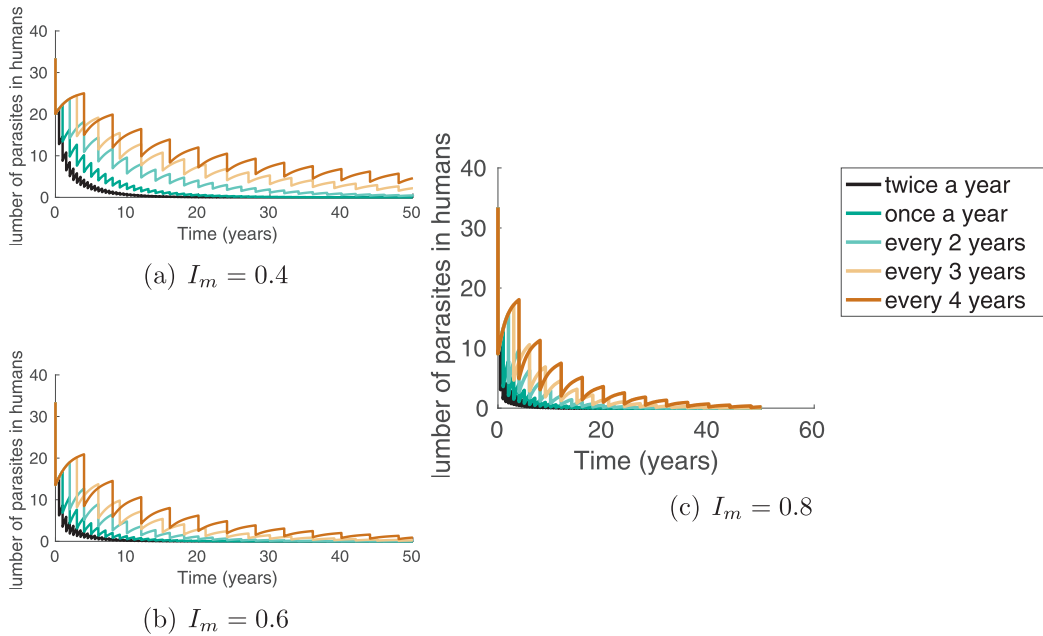 40
30
20
10
0
|umber of parasites in humans
0 10 20 30 40 50
Time (years)
(a) I_m = 0.4
40
30
20
10
0
|umber of parasites in humans
0 10 20 30 40 50
Time (years)
(b) I_m = 0.6
40
30
20
10
0
|umber of parasites in humans
0 20 40 60
Time (years)
(c) I_m = 0.8
twice a year
once a year
every 2 years
every 3 years
every 4 years